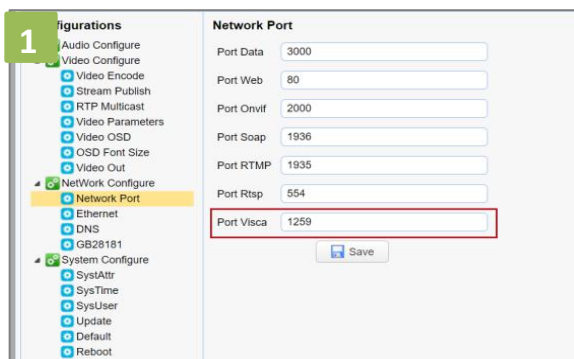 1
figurations
Audio Configure
Video Configure
Video Encode
Stream Publish
RTP Multicast
Video Parameters
Video OSD
OSD Font Size
Video Out
NetWork Configure
Network Port
Ethernet
DNS
GB28181
System Configure
SystAttr
SysTime
SysUser
Update
Default
Reboot
Network Port
Port Data 3000
Port Web 80
Port Onvif 2000
Port Soap 1936
Port RTMP 1935
Port Rtsp 554
Port Visca 1259
Save